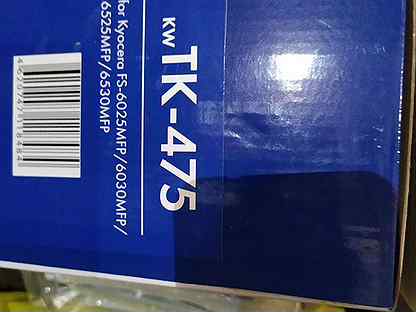 KW TK-475
for Kyocera FS-6025MFP/6030MFP/
6525MFP/6530MFP